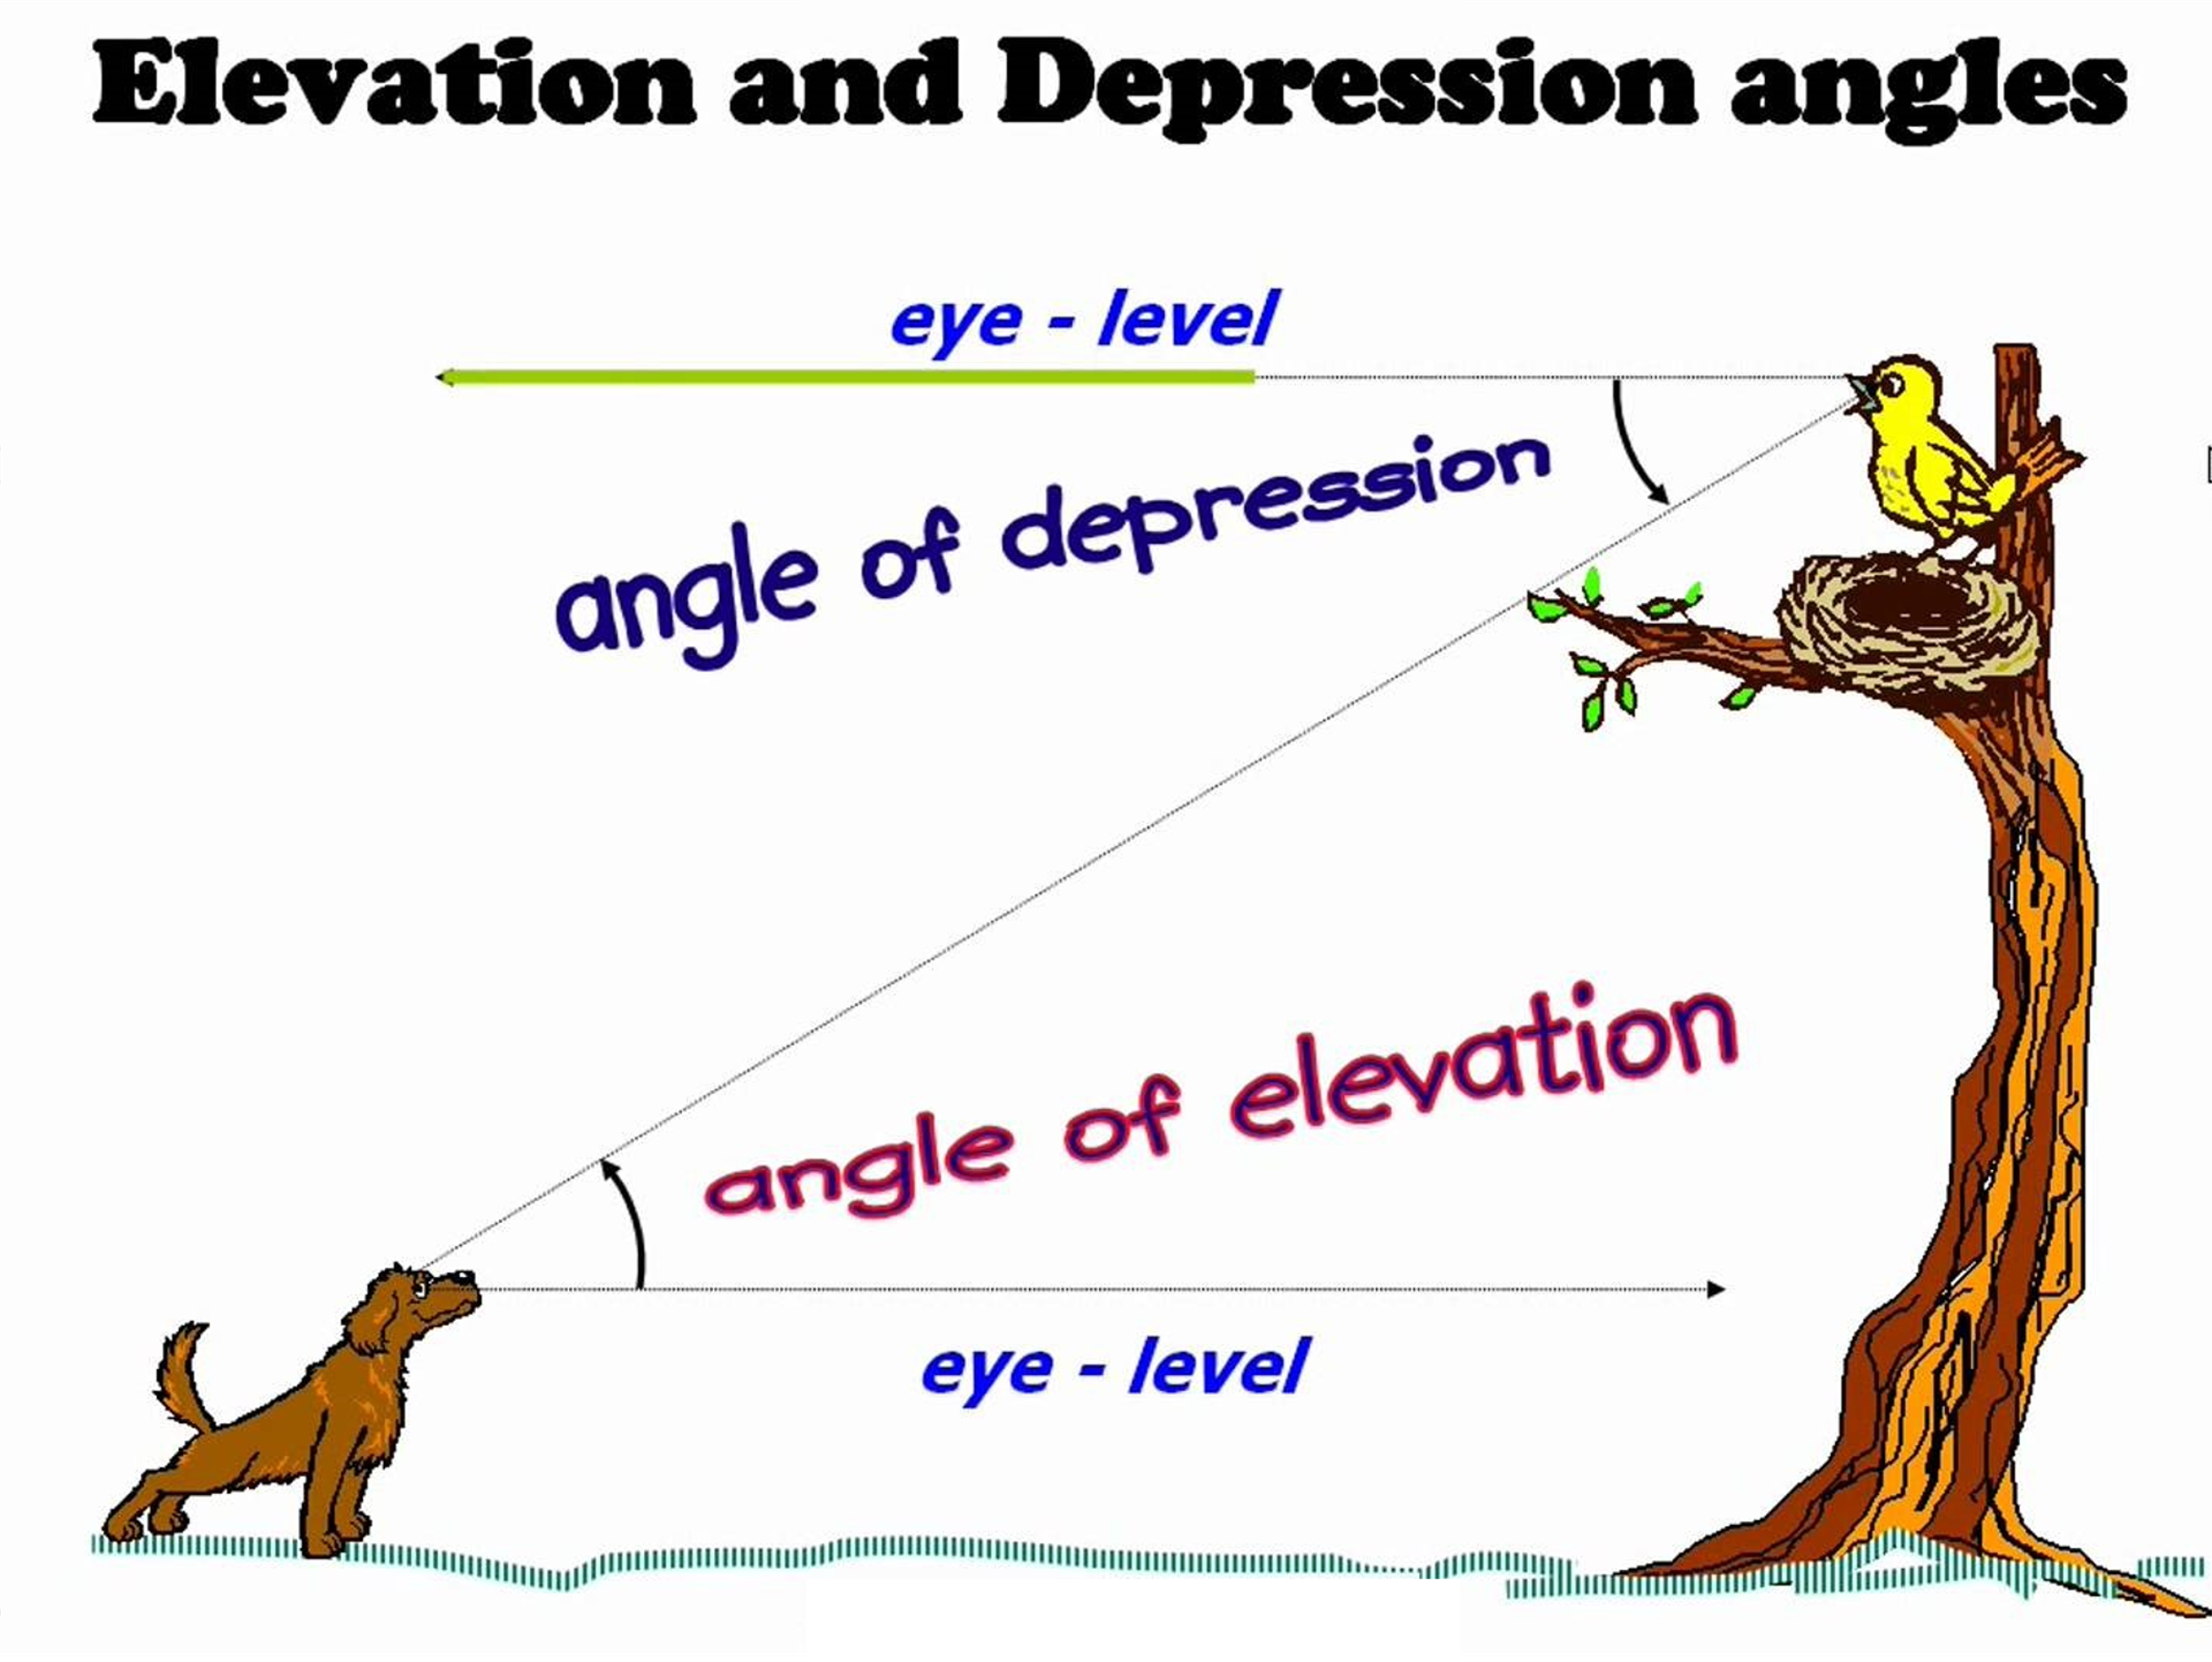 Elevation and Depression angles
eye - level
angle of depression
angle of elevation
eye - level